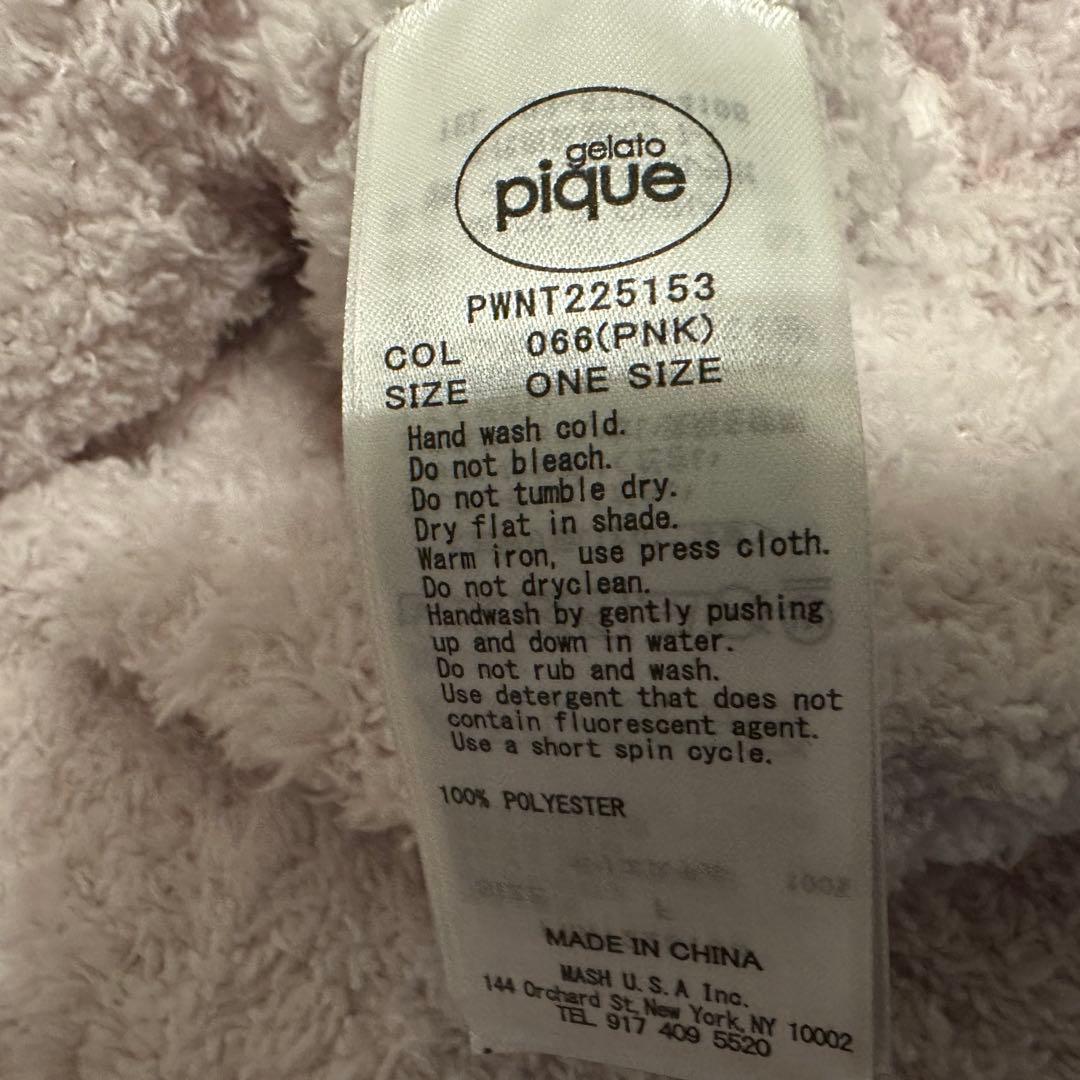 gelato
pique
PWNT225153
COL 066(PNK)
SIZE ONE SIZE
Hand wash cold.
Do not bleach.
Do not tumble dry.
Dry flat in shade.
Warm iron, use press cloth.
Do not dryclean.
Handwash by gently pushing
up and down in water.
Do not rub and wash.
Use detergent that does not
contain fluorescent agent.
Use a short spin cycle.
100% POLYESTER
MADE IN CHINA
MASH U.S.A Inc.
144 Orchard St,New York,NY 10002
TEL 917 409 5520